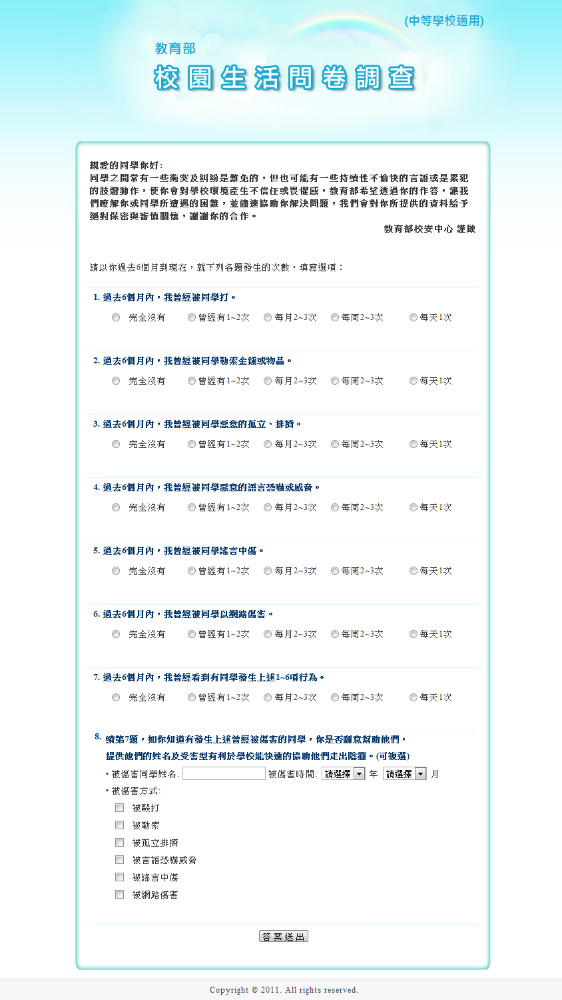 (中等學校適用)
教育部
校園生活問卷調查
親愛的同學你好:
同學之間常有一些衝突及糾紛是難免的，但也可能有一些持續性不愉快的言語或是累犯
的肢體動作，使你會對學校環境產生不信任或畏懼感，教育部希望透過你的作答，讓我
們瞭解你或同學所遭遇的困難，並儘速協助你解決問題，我們會對你所提供的資料給予
絕對保密與審慎關懷，謝謝你的合作。
教育部校安中心 謹啟
請以你過去6個月到現在，就下列各題發生的次數，填寫選項：
1. 過去6個月內，我曾經被同學打。
完全沒有 曾經有1~2次 每月2~3次 每周2~3次 每天1次
2. 過去6個月內，我曾經被同學勒索金錢或物品。
完全沒有 曾經有1~2次 每月2~3次 每周2~3次 每天1次
3. 過去6個月內，我曾經被同學惡意的孤立、排擠。
完全沒有 曾經有1~2次 每月2~3次 每周2~3次 每天1次
4. 過去6個月內，我曾經被同學惡意的語言恐嚇或威脅。
完全沒有 曾經有1~2次 每月2~3次 每周2~3次 每天1次
5. 過去6個月內，我曾經被同學謠言中傷。
完全沒有 曾經有1~2次 每月2~3次 每周2~3次 每天1次
6. 過去6個月內，我曾經被同學以網路傷害。
完全沒有 曾經有1~2次 每月2~3次 每周2~3次 每天1次
7. 過去6個月內，我曾經看到有同學發生上述1~6項行為。
完全沒有 曾經有1~2次 每月2~3次 每周2~3次 每天1次
8. 續第7題，如你知道有發生上述曾經被傷害的同學，你是否願意幫助他們，
提供他們的姓名及受害型有利於學校能快速的協助他們走出陰霾。(可複選)
• 被傷害同學姓名: 被傷害時間: 請選擇 年 請選擇 月
• 被傷害方式:
被毆打
被勒索
被孤立排擠
被言語恐嚇威脅
被謠言中傷
被網路傷害
答案送出
Copyright © 2011. All rights reserved.